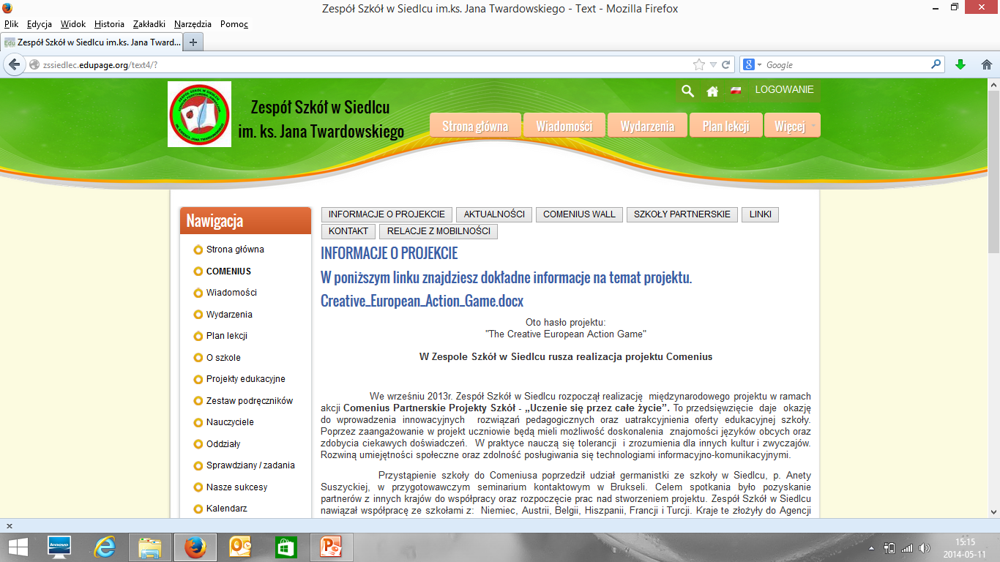 Zespół Szkół w Siedlcu im.ks. Jana Twardowskiego - Text - Mozilla Firefox
Plik Edycja Widok Historia Zakładki Narzędzia Pomoc
Zespół Szkół w Siedlcu im.ks. Jana Tward...
zssiedlec.edupage.org/text4/?
Google
LOGOWANIE
Zespół Szkół w Siedlcu
im. ks. Jana Twardowskiego
Strona główna Wiadomości Wydarzenia Plan lekcji Więcej
Nawigacja
Strona główna
COMENIUS
Wiadomości
Wydarzenia
Plan lekcji
O szkole
Projekty edukacyjne
Zestaw podręczników
Nauczyciele
Oddziały
Sprawdziany / zadania
Nasze sukcesy
Kalendarz
INFORMACJE O PROJEKCIE AKTUALNOŚCI COMENIUS WALL SZKOŁY PARTNERSKIE LINKI
KONTAKT RELACJE Z MOBILNOŚCI
INFORMACJE O PROJEKCIE
W poniższym linku znajdziesz dokładne informacje na temat projektu.
Creative_European_Action_Game.docx
Oto hasło projektu:
"The Creative European Action Game"
W Zespole Szkół w Siedlcu rusza realizacja projektu Comenius
We wrześniu 2013r. Zespół Szkół w Siedlcu rozpoczął realizację międzynarodowego projektu w ramach
akcji Comenius Partnerskie Projekty Szkół - „Uczenie się przez całe życie”. To przedsięwzięcie daje okazję
do wprowadzenia innowacyjnych rozwiązań pedagogicznych oraz uatrakcyjnienia oferty edukacyjnej szkoły.
Poprzez zaangażowanie w projekt uczniowie będą mieli możliwość doskonalenia znajomości języków obcych oraz
zdobycia ciekawych doświadczeń. W praktyce nauczą się tolerancji i zrozumienia dla innych kultur i zwyczajów.
Rozwiną umiejętności społeczne oraz zdolność posługiwania się technologiami informacyjno-komunikacyjnymi.
Przystąpienie szkoły do Comeniusa poprzedził udział germanistki ze szkoły w Siedlcu, p. Anety
Suszyckiej, w przygotowawczym seminarium kontaktowym w Brukseli. Celem spotkania było pozyskanie
partnerów z innych krajów do współpracy oraz rozpoczęcie prac nad stworzeniem projektu. Zespół Szkół w Siedlcu
nawiązał współpracę ze szkołami z: Niemiec, Austrii, Belgii, Hiszpanii, Francji i Turcji. Kraje te złożyły do Agencji
lenovo
15:15
2014-05-11